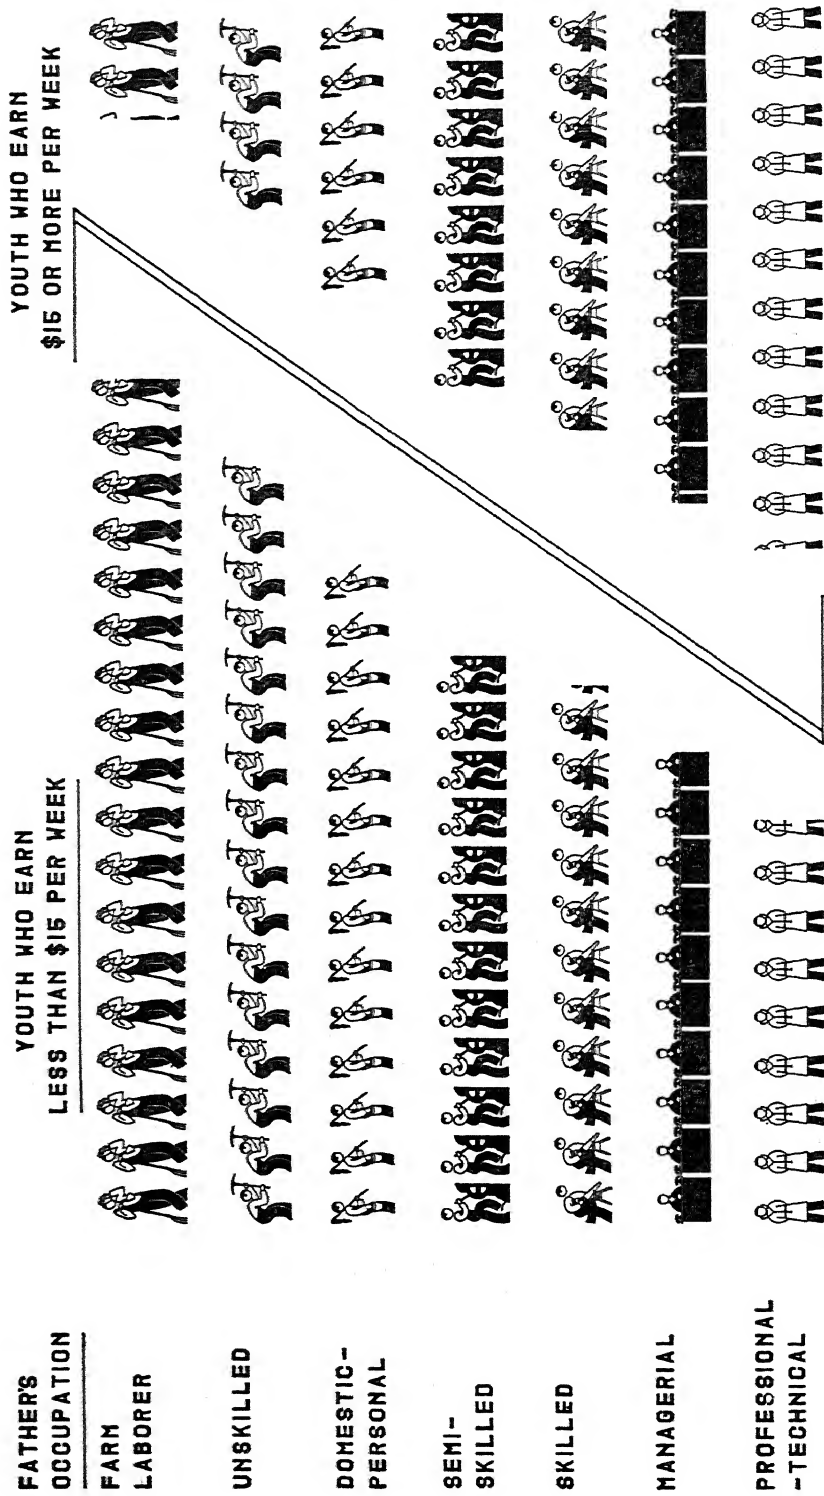 FATHER'S
OCCUPATION
YOUTH WHO EARN
LESS THAN $15 PER WEEK
YOUTH WHO EARN
$15 OR MORE PER WEEK
FARM
LABORER
UNSKILLED
DOMESTIC-
PERSONAL
SEMI-
SKILLED
SKILLED
MANAGERIAL
PROFESSIONAL
-TECHNICAL